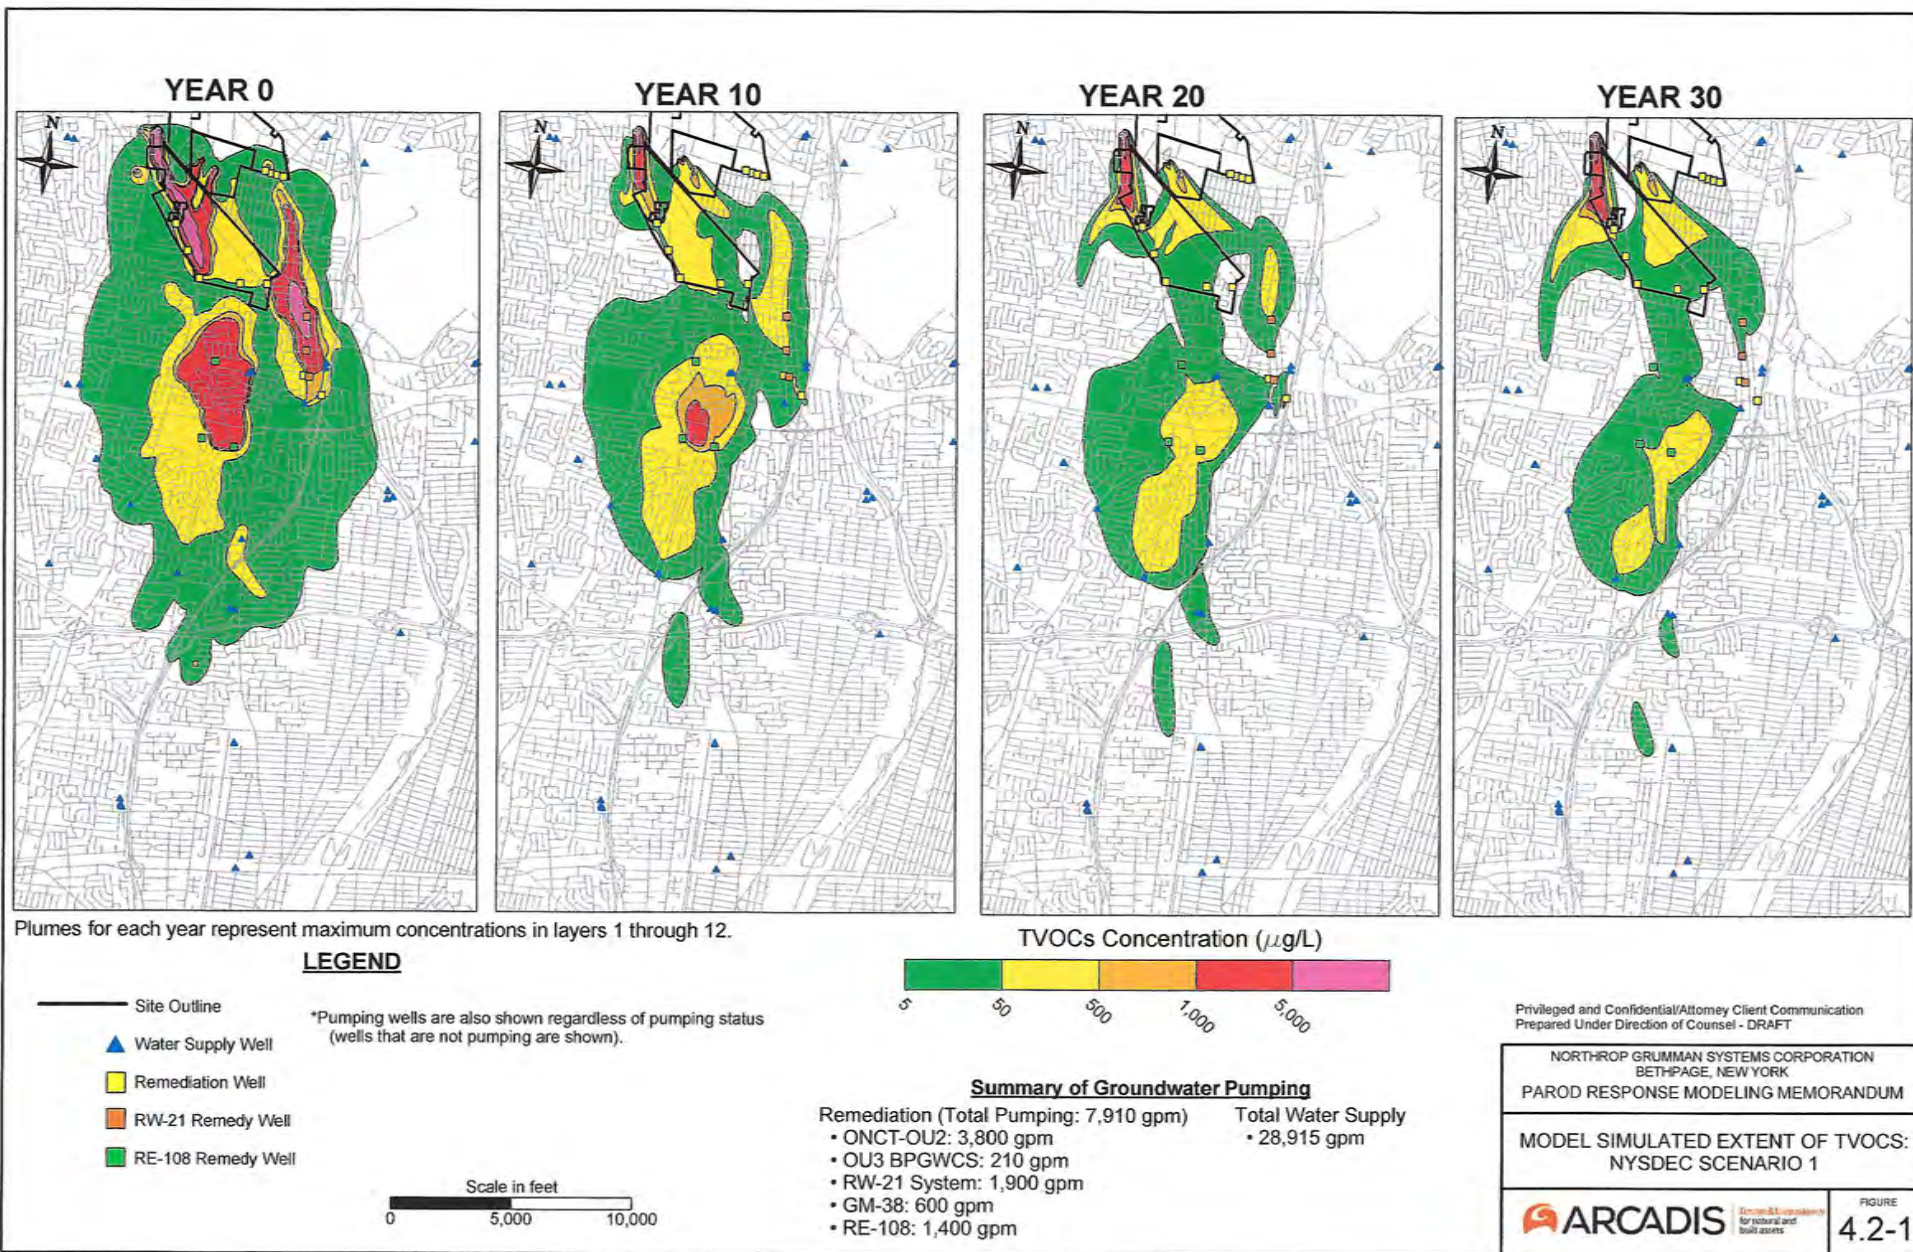 YEAR 0
YEAR 10
YEAR 20
YEAR 30
N
N
N
N
Plumes for each year represent maximum concentrations in layers 1 through 12.
LEGEND
Site Outline
Water Supply Well
Remediation Well
RW-21 Remedy Well
RE-108 Remedy Well
*Pumping wells are also shown regardless of pumping status
(wells that are not pumping are shown).
Scale in feet
0 5,000 10,000
TVOCs Concentration (μg/L)
5 50 500 1,000 5,000
Summary of Groundwater Pumping
Remediation (Total Pumping: 7,910 gpm)
• ONCT-OU2: 3,800 gpm
• OU3 BPGWCS: 210 gpm
• RW-21 System: 1,900 gpm
• GM-38: 600 gpm
• RE-108: 1,400 gpm
Total Water Supply
• 28,915 gpm
Privileged and Confidential/Attorney Client Communication
Prepared Under Direction of Counsel - DRAFT
NORTHROP GRUMMAN SYSTEMS CORPORATION
BETHPAGE, NEW YORK
PAROD RESPONSE MODELING MEMORANDUM
MODEL SIMULATED EXTENT OF TVOCS:
NYSDEC SCENARIO 1
ARCADIS
for natural and
built assets
FIGURE
4.2-1